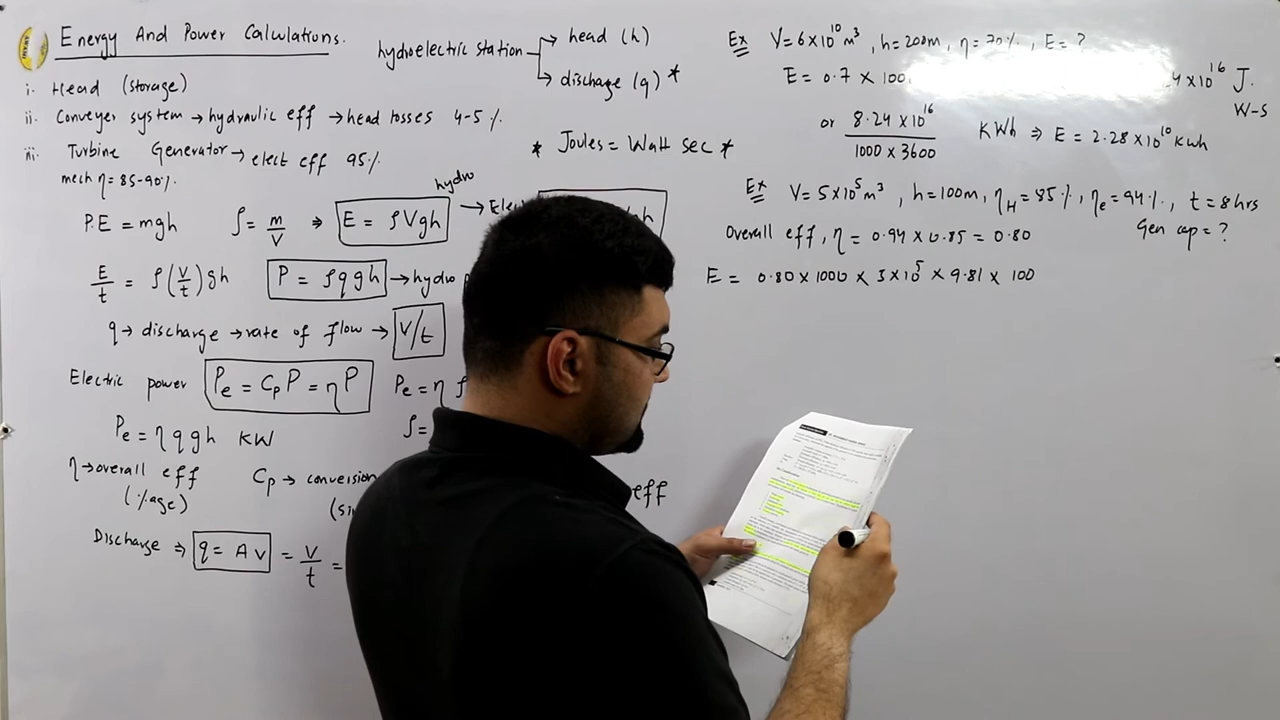 Energy And Power Calculations.
i. Head (storage)
ii. Conveyer system → hydraulic eff → head losses 4-5 %.
iii. Turbine Generator → elect eff 95%
mech η = 85-90%.
P.E = mgh ρ = m/V ⇒ E = ρVgh
hydro
E/t = ρ(V/t)gh P = ρqgh → hydro
q → discharge → rate of flow → V/t
Electric power Pe = Cp P = ηP Pe = η ρ
Pe = η q g h KW ρ =
η → overall eff Cp → conversion eff
(%age)
Discharge ⇒ q = A v = V/t =
hydroelectric station
head (h)
discharge (q) *
* Joules = Watt sec *
Ex V = 6×10^10 m³, h = 200m, η = 70%, E = ?
E = 0.7 × 100 ×10^16 J.
W-S
or 8.24 × 10^16 / 1000 × 3600 KWh ⇒ E = 2.28×10^10 kwh
Ex V = 5×10^5 m³, h = 100m, ηH = 85%, ηe = 94%, t = 8hrs
Gen cap = ?
Overall eff, η = 0.94 × 0.85 = 0.80
E = 0.80 × 1000 × 3×10^5 × 9.81 × 100